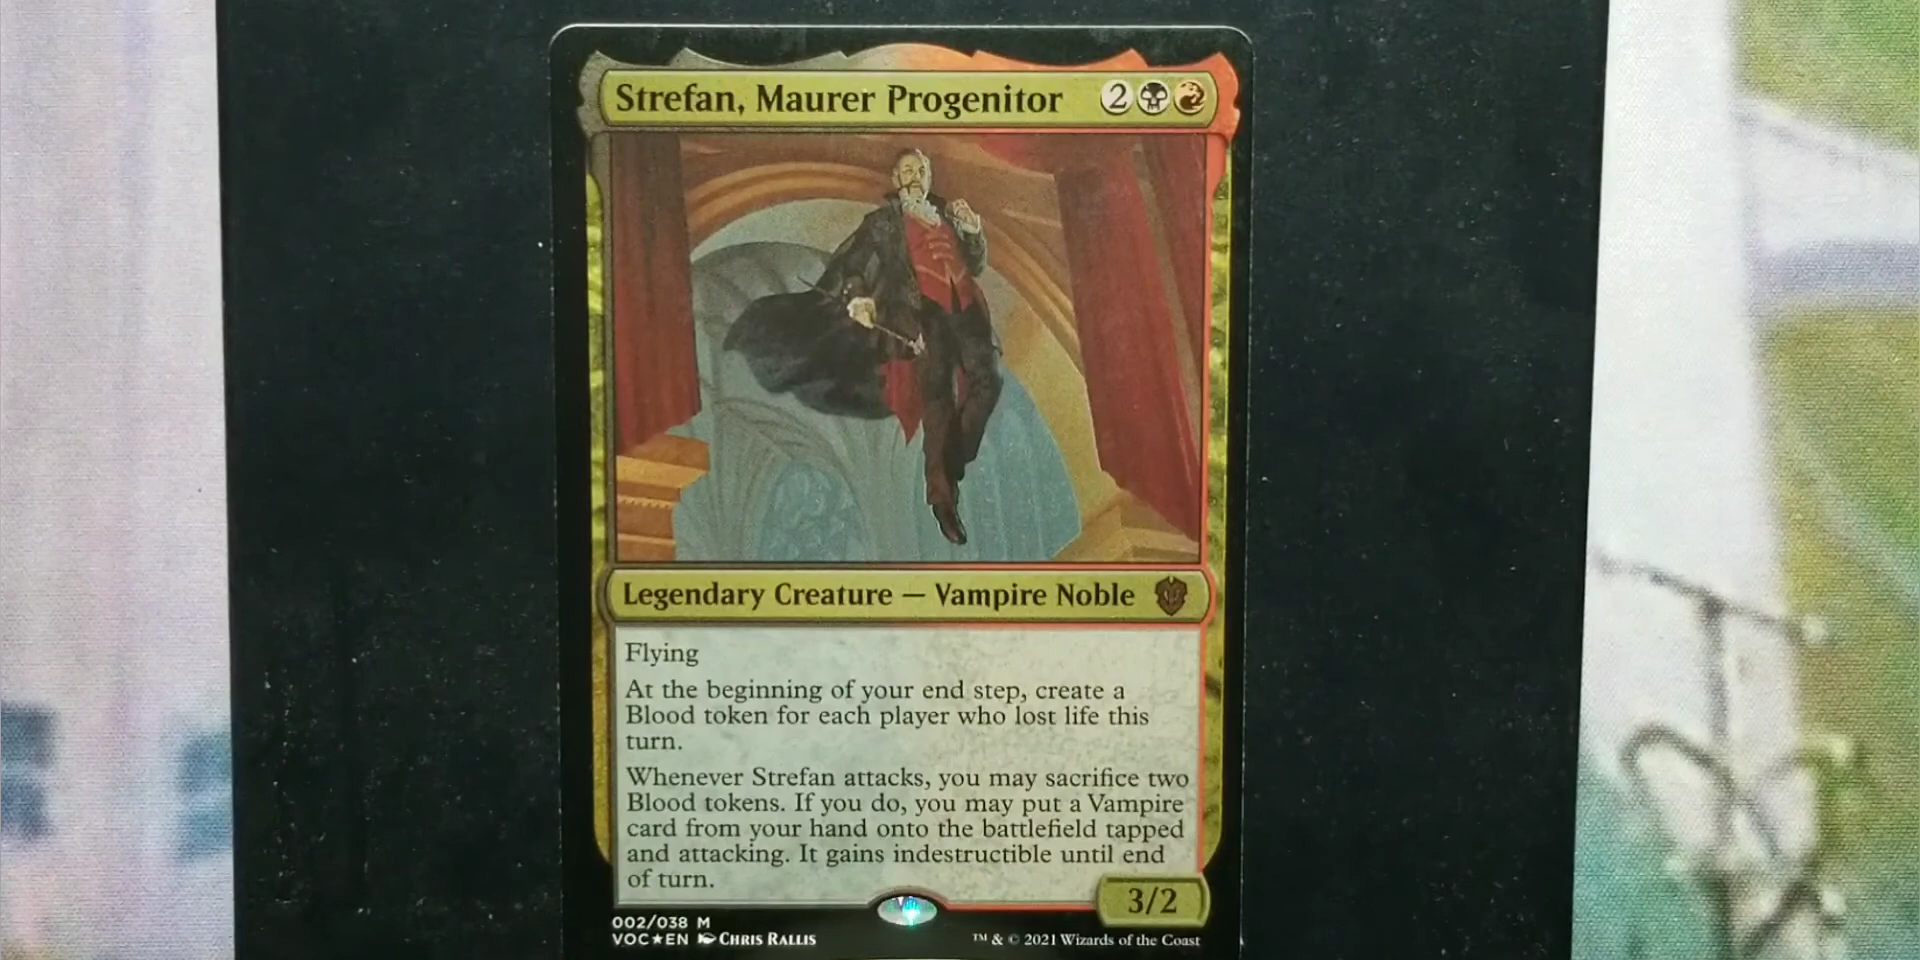 Strefan, Maurer Progenitor 2
Legendary Creature — Vampire Noble
Flying
At the beginning of your end step, create a
Blood token for each player who lost life this
turn.
Whenever Strefan attacks, you may sacrifice two
Blood tokens. If you do, you may put a Vampire
card from your hand onto the battlefield tapped
and attacking. It gains indestructible until end
of turn.
3/2
002/038 M
VOC★EN Chris Rallis
™ & © 2021 Wizards of the Coast